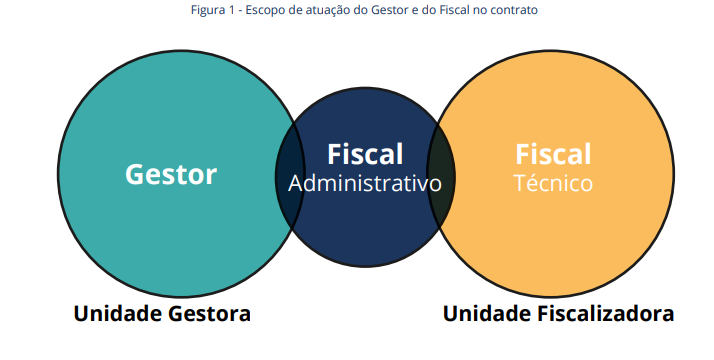 Figura 1 - Escopo de atuação do Gestor e do Fiscal no contrato
Gestor
Fiscal
Administrativo
Fiscal
Técnico
Unidade Gestora
Unidade Fiscalizadora